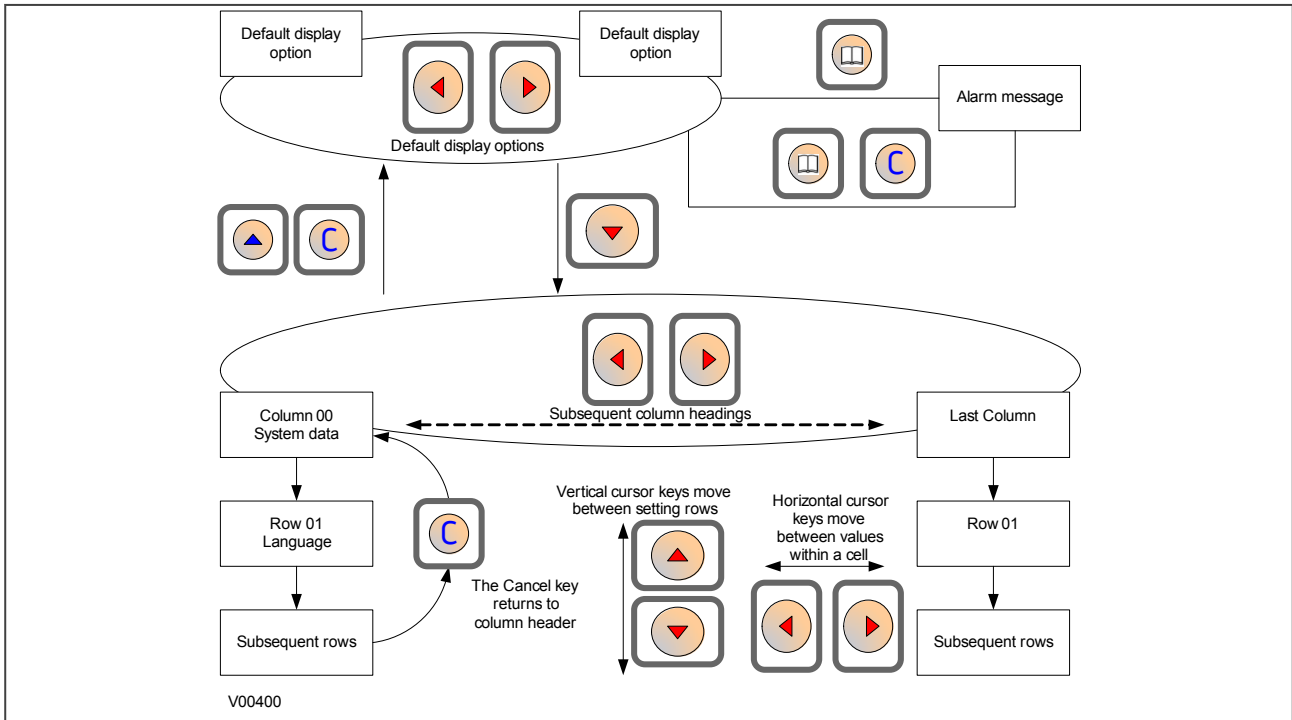 Default display
option
Default display
option
Alarm message
Default display options
C
C
Subsequent column headings
Column 00
System data
Last Column
Vertical cursor keys move
between setting rows
Horizontal cursor
keys move
between values
within a cell
Row 01
Language
C
Row 01
The Cancel key
returns to
column header
Subsequent rows
Subsequent rows
V00400